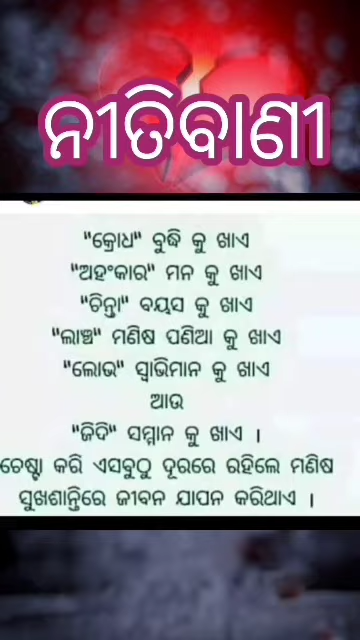 ନୀତିବାଣୀ
"କ୍ରୋଧ" ବୁଦ୍ଧି କୁ ଖାଏ
"ଅହଂକାର" ମନ କୁ ଖାଏ
"ଚିନ୍ତା" ବୟସ କୁ ଖାଏ
"ଲାଞ୍ଚ" ମଣିଷ ପଣିଆ କୁ ଖାଏ
"ଲୋଭ" ସ୍ୱାଭିମାନ କୁ ଖାଏ
ଆଉ
"ଜିଦି" ସମ୍ମାନ କୁ ଖାଏ ।
ଚେଷ୍ଟା କରି ଏସବୁଠୁ ଦୂରରେ ରହିଲେ ମଣିଷ
ସୁଖଶାନ୍ତିରେ ଜୀବନ ଯାପନ କରିଥାଏ ।